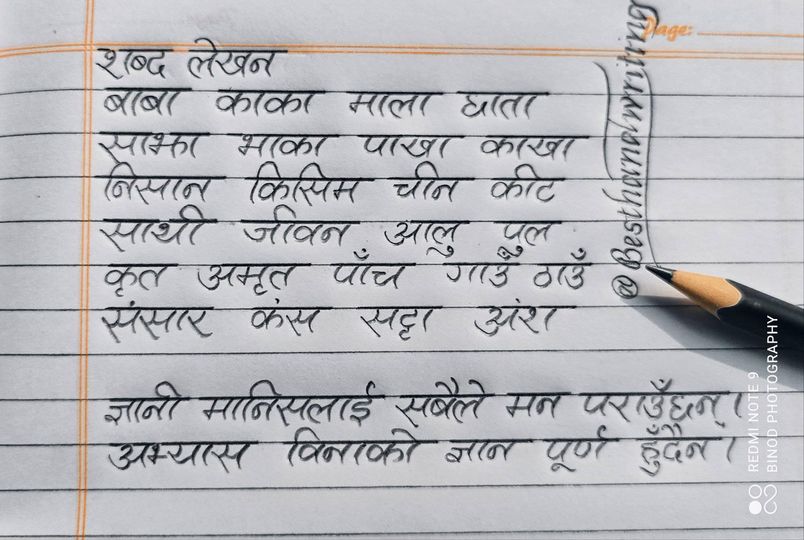 शब्द लेखन
बाबा काका माला छाता
साझा भाका पाखा काखा
निसान किसिम चीन कीट
साथी जीवन आलु पुल
कृत अमृत पाँच गाउँ ठाउँ
संसार कंस सट्टा अंश
ज्ञानी मानिसलाई सबैले मन पराउँछन्।
अभ्यास विनाको ज्ञान पूर्ण हुँदैन।
Page:
@Besthandwriting
REDMI NOTE 9
BINOD PHOTOGRAPHY